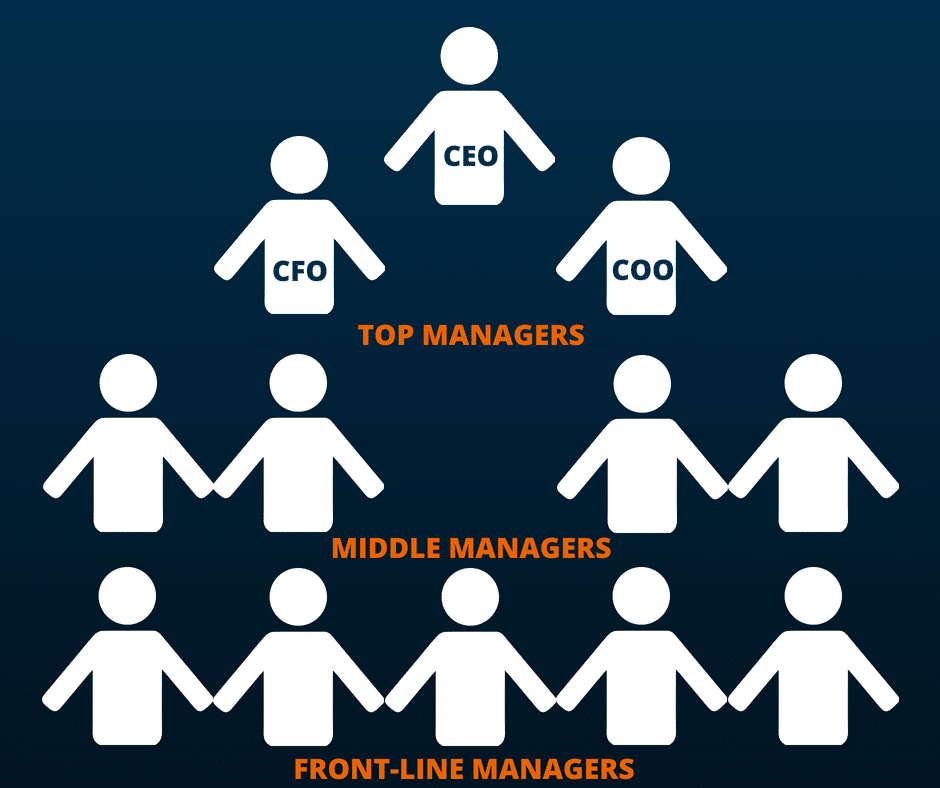 CEO
CFO
COO
TOP MANAGERS
MIDDLE MANAGERS
FRONT-LINE MANAGERS